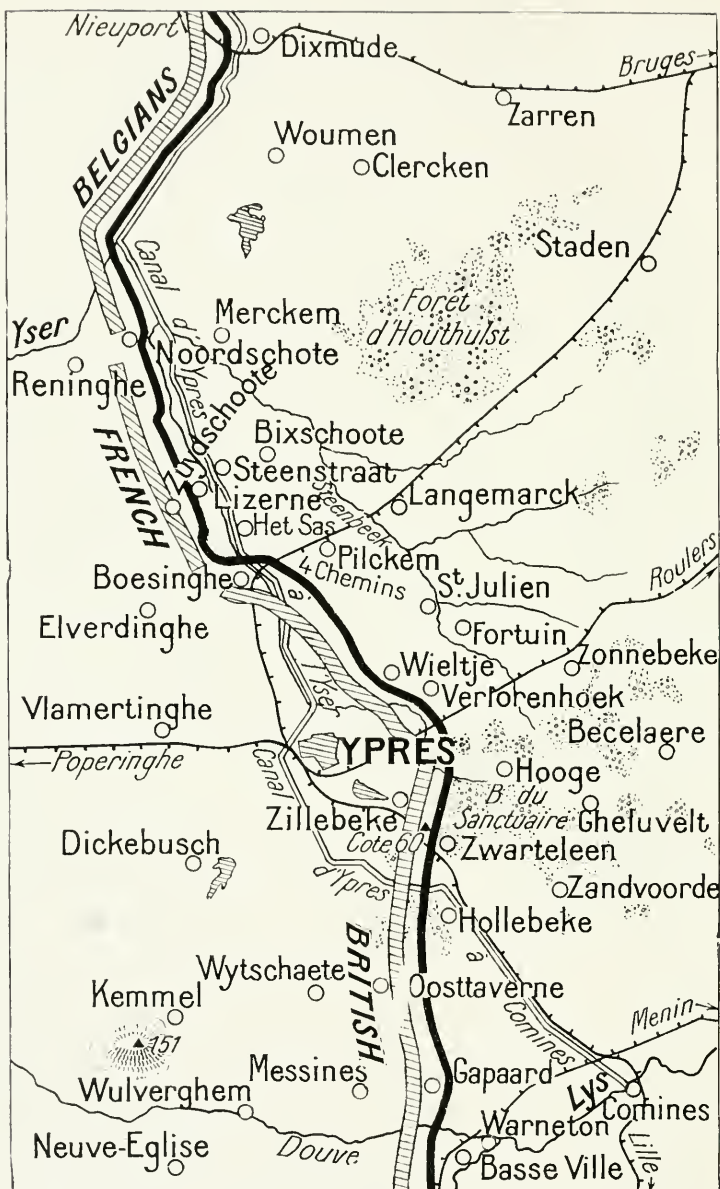 Nieuport
Dixmude
Bruges
Zarren
BELGIANS
Woumen
Clercken
Staden
Canal d'Ypres
Forêt
d'Houthulst
Merckem
Yser
Noordschote
Reninghe
Zuydschoote
FRENCH
Bixschoote
Steenstraat
Lizerne
Steenbeek
Langemarck
Het Sas
Pilckem
4 Chemins
Boesinghe
à
St. Julien
Roulers
Elverdinghe
Fortuin
Zonnebeke
Wieltje
l'Yser
Verlorenhoek
Vlamertinghe
Becelaere
YPRES
Poperinghe
Hooge
Canal
B. du
Sanctuaire
Zillebeke
Gheluvelt
Cote 60
Zwarteleen
Dickebusch
d'Ypres
Zandvoorde
Hollebeke
BRITISH
à
Wytschaete
Oosttaverne
Kemmel
Comines
Menin
151
Messines
Gapaard
Lys
Wulverghem
Comines
Warneton
Neuve-Eglise
Douve
Lille
Basse Ville